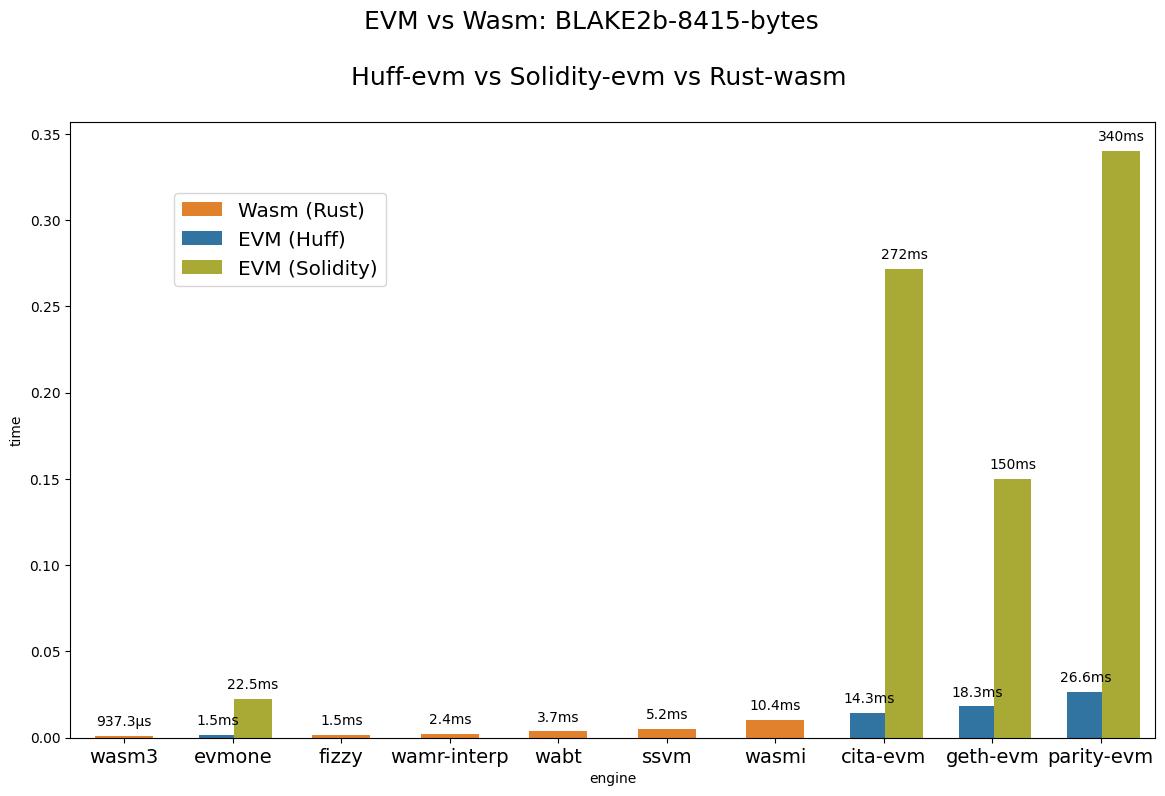 EVM vs Wasm: BLAKE2b-8415-bytes
Huff-evm vs Solidity-evm vs Rust-wasm
0.35
0.30
0.25
0.20
0.15
0.10
0.05
0.00
time
Wasm (Rust)
EVM (Huff)
EVM (Solidity)
937.3µs
1.5ms
22.5ms
1.5ms
2.4ms
3.7ms
5.2ms
10.4ms
14.3ms
272ms
18.3ms
150ms
26.6ms
340ms
wasm3
evmone
fizzy
wamr-interp
wabt
ssvm
wasmi
cita-evm
geth-evm
parity-evm
engine